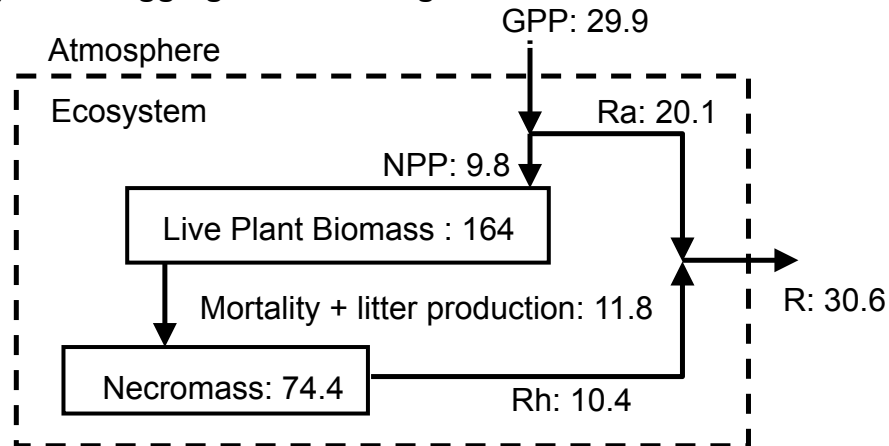 GPP: 29.9
Atmosphere
Ecosystem
Ra: 20.1
NPP: 9.8
Live Plant Biomass : 164
R: 30.6
Mortality + litter production: 11.8
Necromass: 74.4
Rh: 10.4